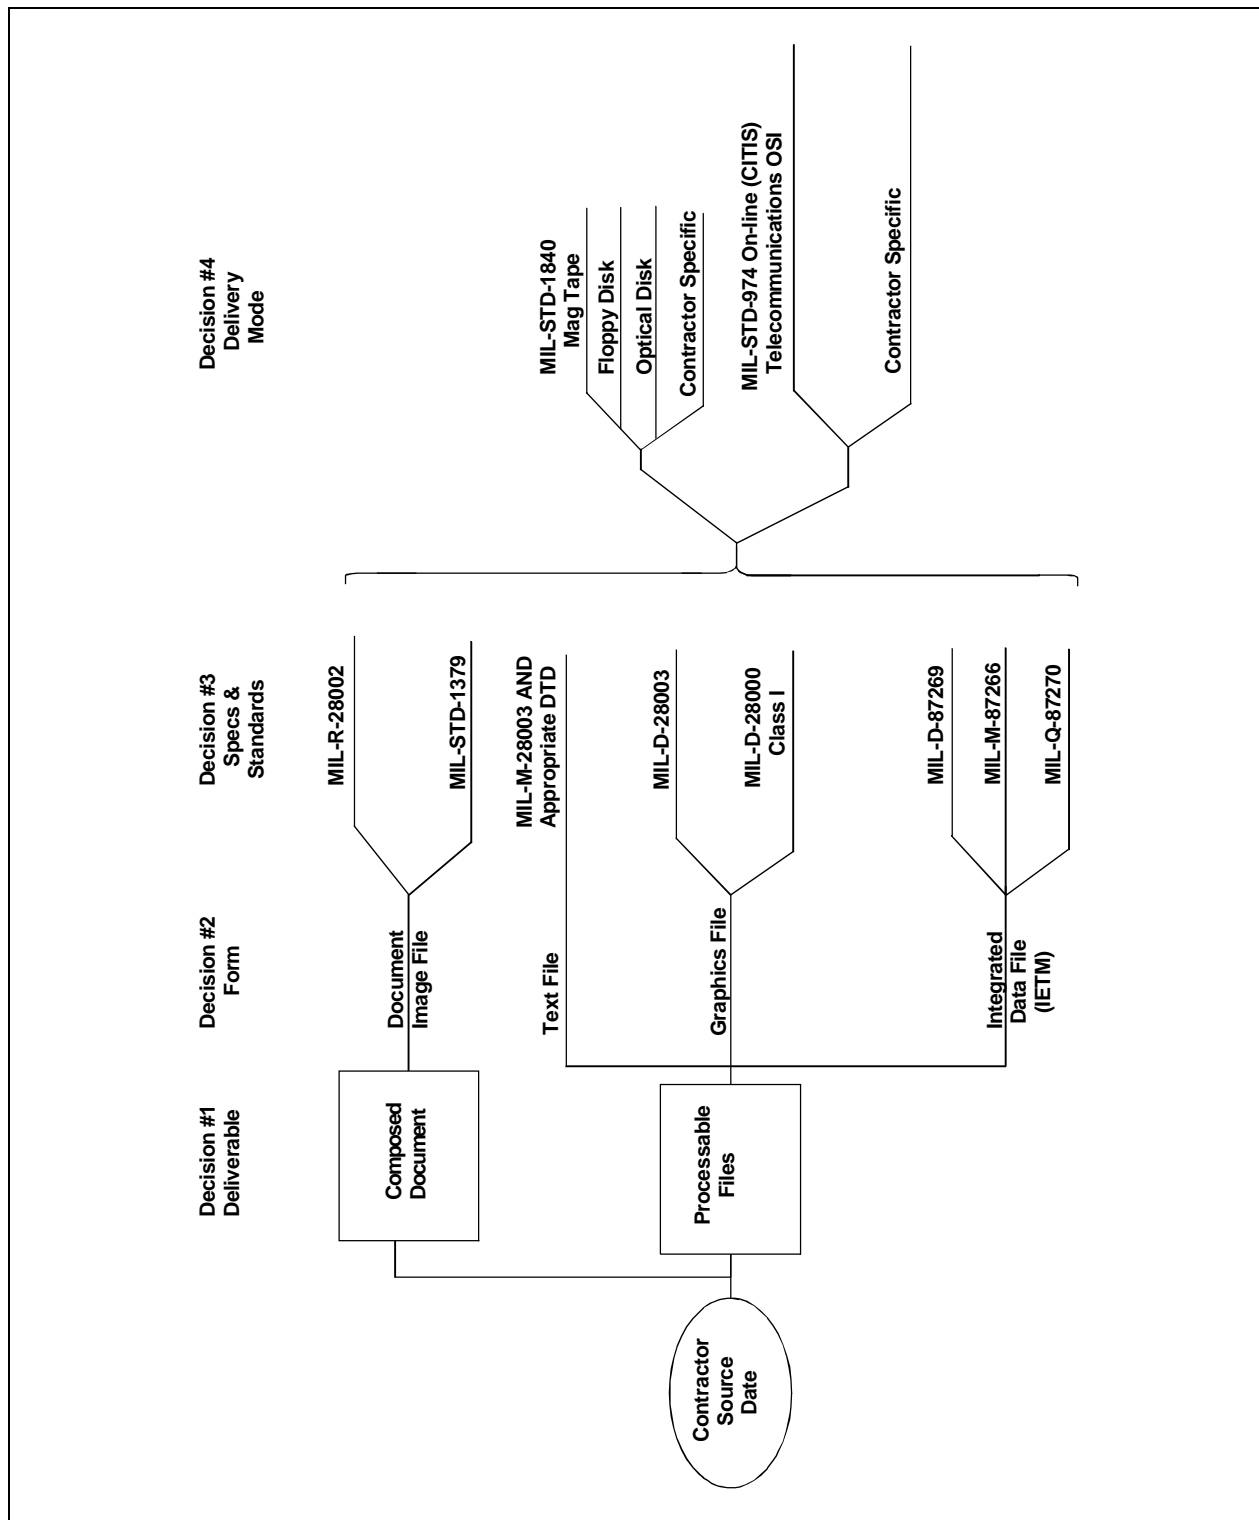 Decision #1
Deliverable
Decision #2
Form
Decision #3
Specs &
Standards
Decision #4
Delivery
Mode
Contractor
Source
Date
Composed
Document
Processable
Files
Document
Image File
Text File
Graphics File
Integrated
Data File
(IETM)
MIL-R-28002
MIL-STD-1379
MIL-M-28003 AND
Appropriate DTD
MIL-D-28003
MIL-D-28000
Class I
MIL-D-87269
MIL-M-87266
MIL-Q-87270
MIL-STD-1840
Mag Tape
Floppy Disk
Optical Disk
Contractor Specific
MIL-STD-974 On-line (CITIS)
Telecommunications OSI
Contractor Specific